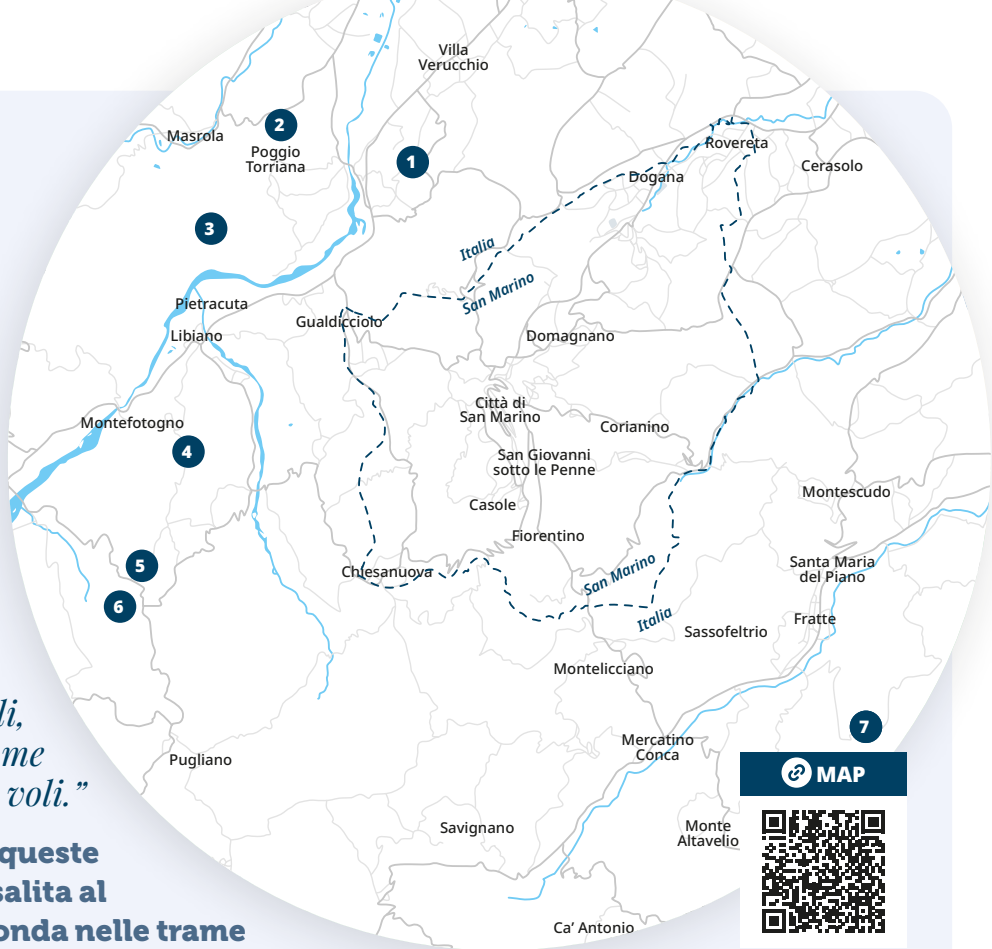 Villa
Verucchio
2
Masrola
Poggio
Torriana
1
Rovereta
Cerasolo
Dogana
3
Italia
San Marino
Pietracuta
Gualdicciolo
Libiano
Domagnano
Città di
San Marino
Montefotogno
Corianino
4
San Giovanni
sotto le Penne
Montescudo
Casole
Fiorentino
5
Chiesanuova
San Marino
Santa Maria
del Piano
6
Italia
Fratte
Sassofeltrio
Montelicciano
li,
me
voli.”
7
Mercatino
Conca
Pugliano
MAP
Savignano
Monte
Altavelio
queste
salita al
onda nelle trame
Ca’ Antonio